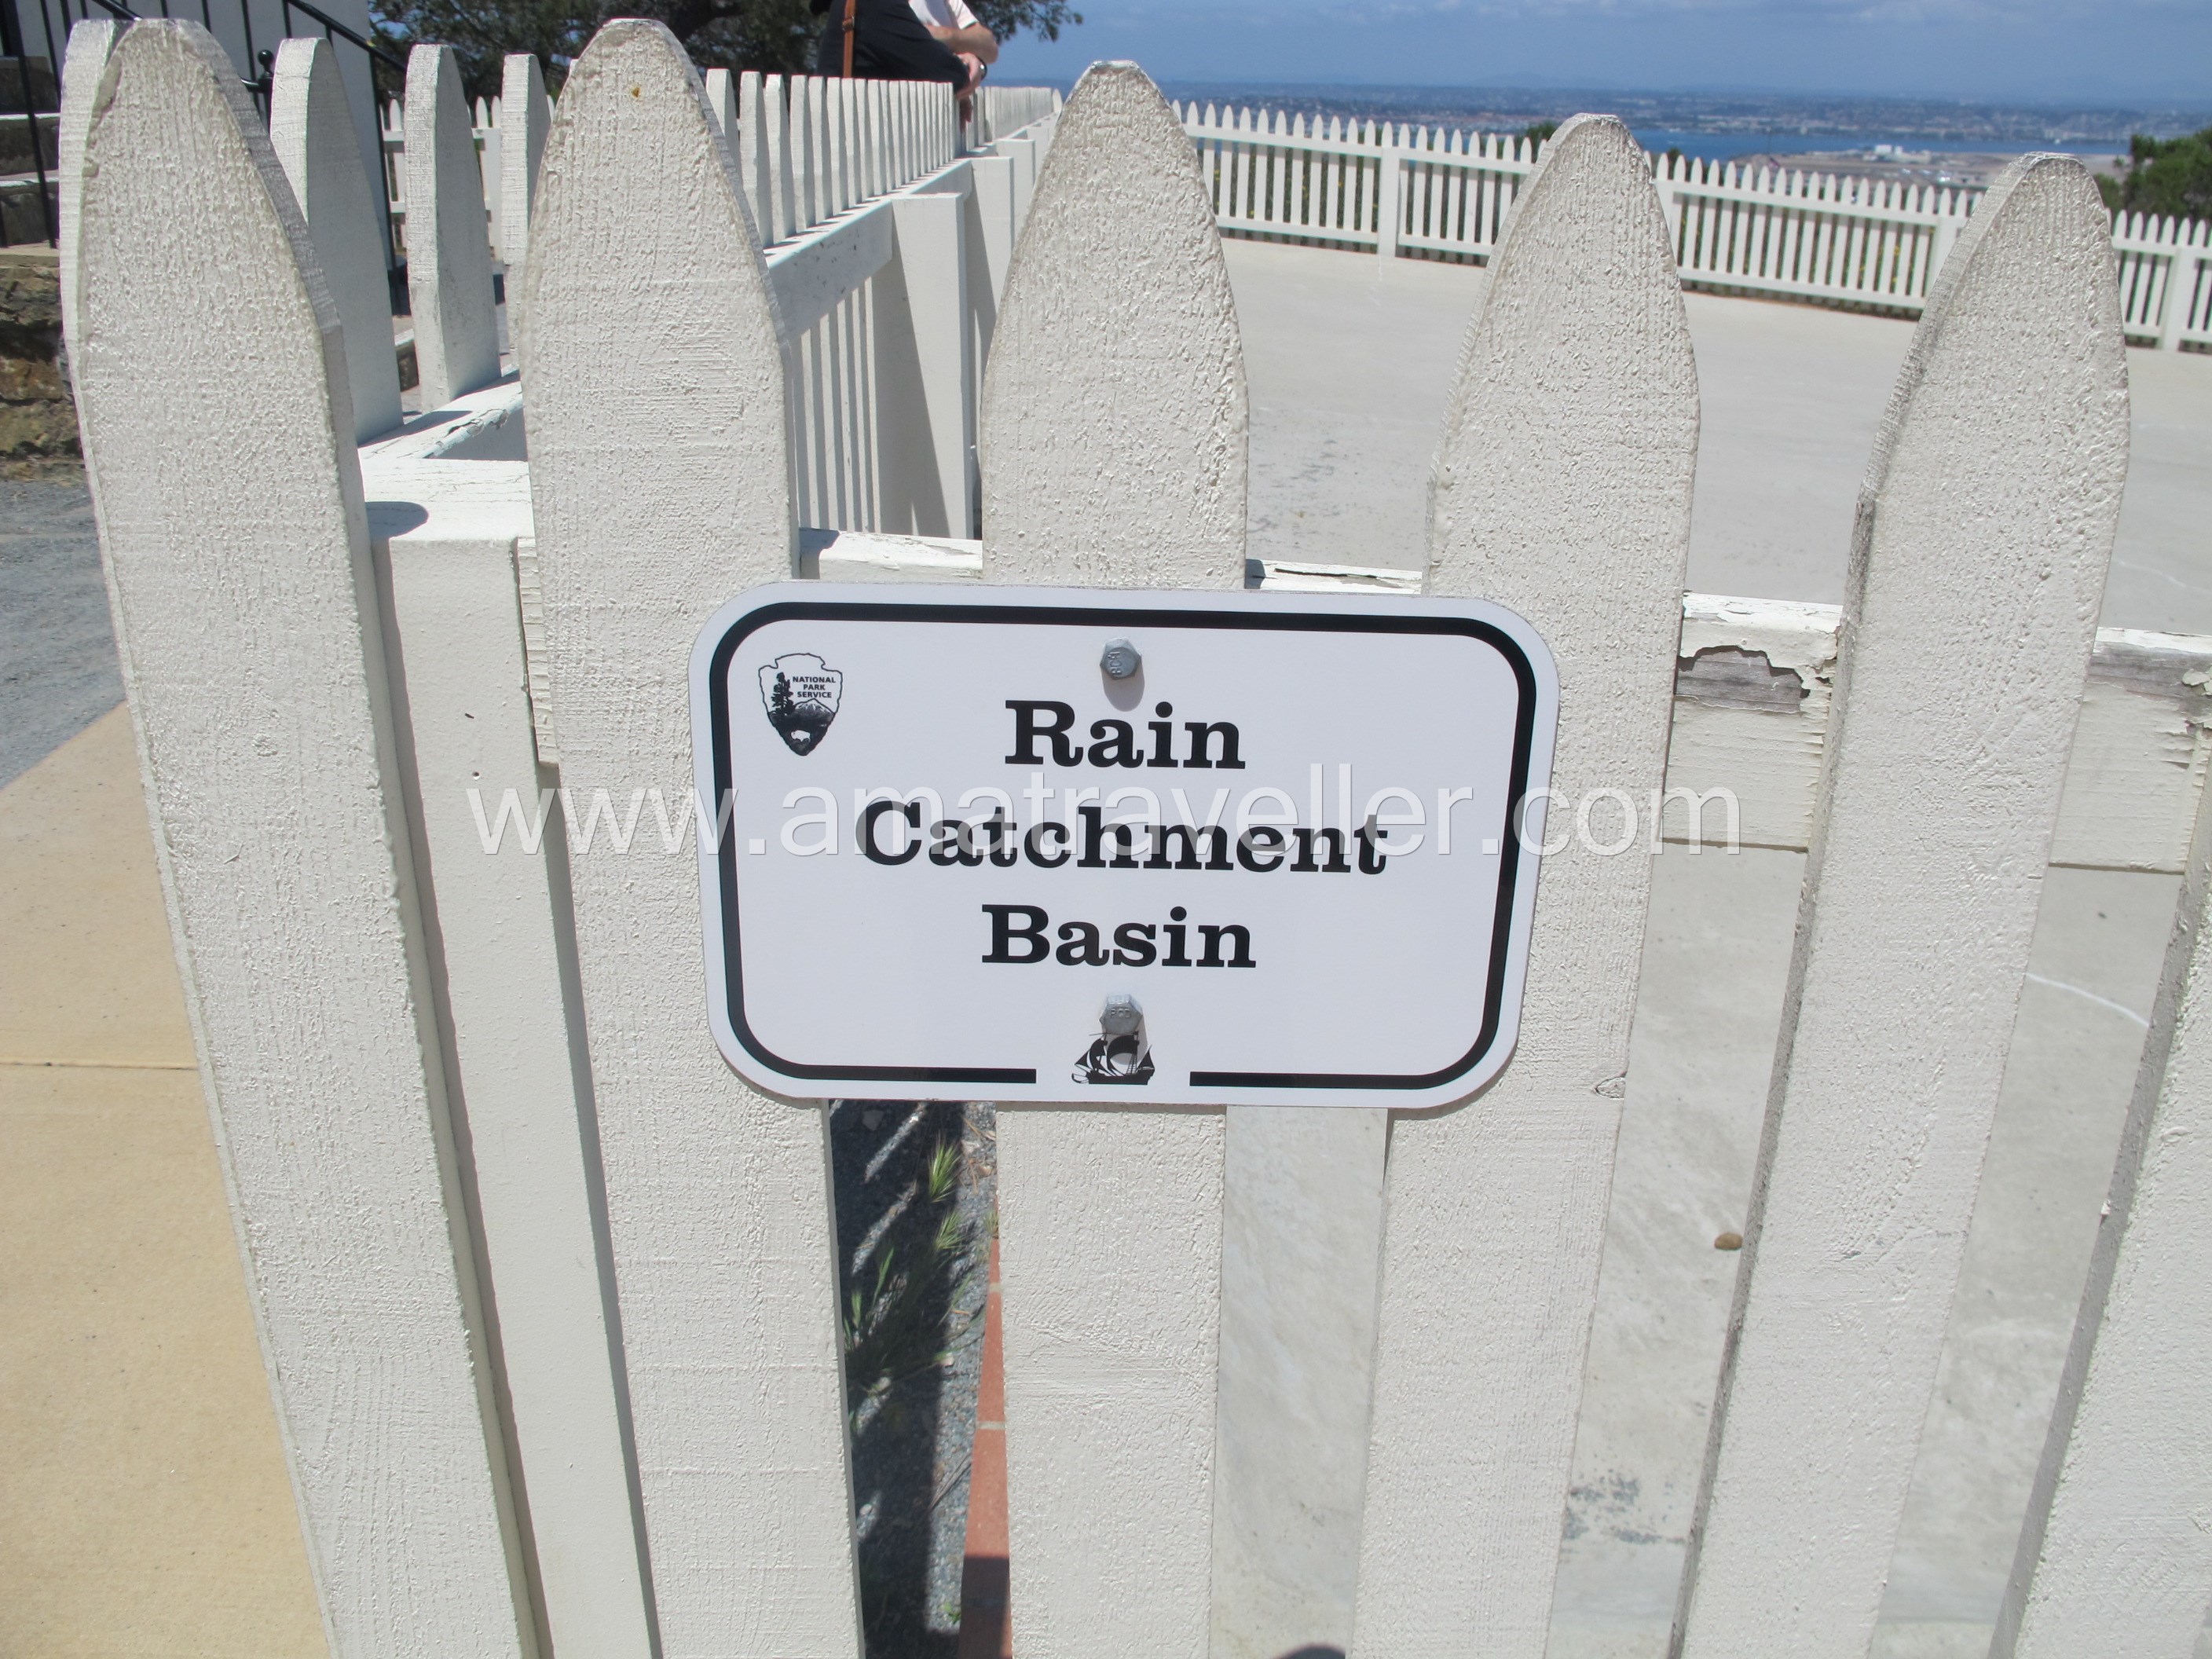 NATIONAL
PARK
SERVICE
Rain
www.amatraveller.com
Catchment
Basin